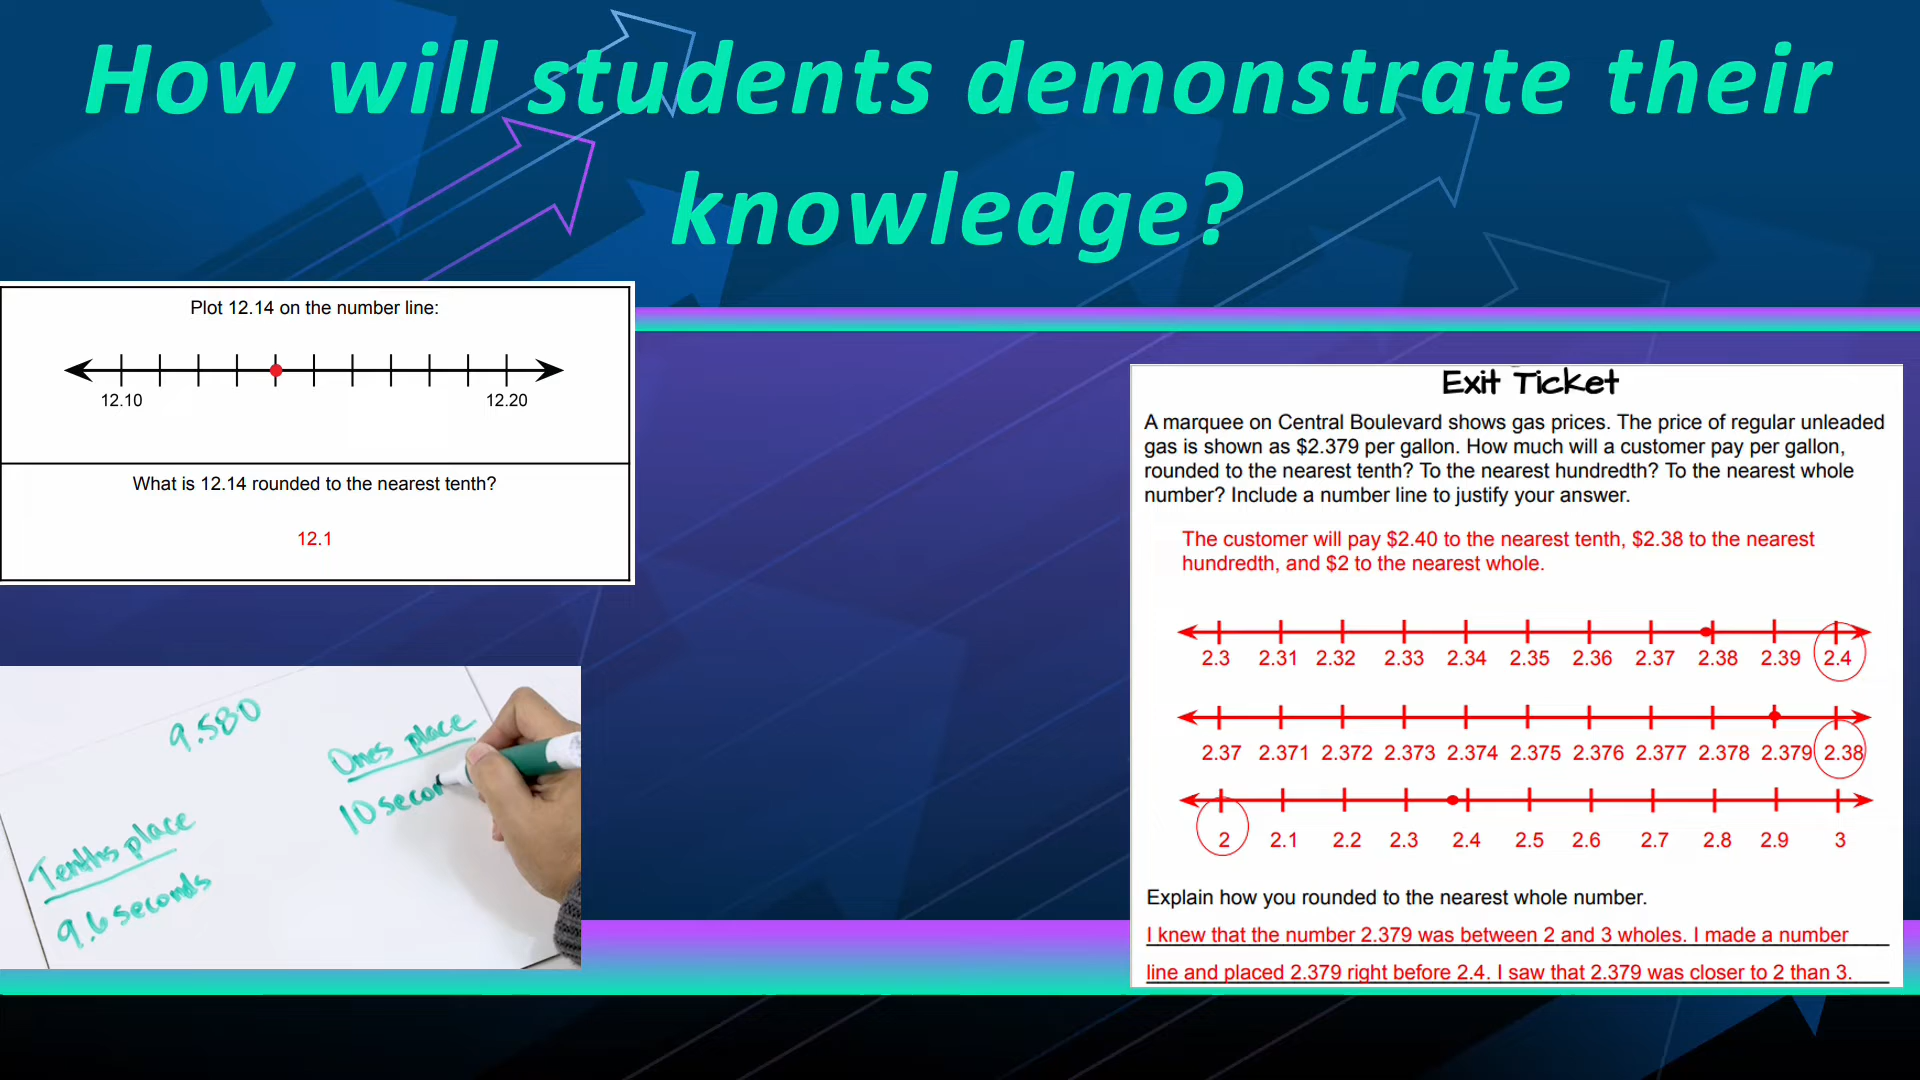 How will students demonstrate their
knowledge?
Plot 12.14 on the number line:
12.10 12.20
What is 12.14 rounded to the nearest tenth?
12.1
9.580
Ones place
10 secon
Tenths place
9.6 seconds
Exit Ticket
A marquee on Central Boulevard shows gas prices. The price of regular unleaded
gas is shown as $2.379 per gallon. How much will a customer pay per gallon,
rounded to the nearest tenth? To the nearest hundredth? To the nearest whole
number? Include a number line to justify your answer.
The customer will pay $2.40 to the nearest tenth, $2.38 to the nearest
hundredth, and $2 to the nearest whole.
2.3 2.31 2.32 2.33 2.34 2.35 2.36 2.37 2.38 2.39 2.4
2.37 2.371 2.372 2.373 2.374 2.375 2.376 2.377 2.378 2.379 2.38
2 2.1 2.2 2.3 2.4 2.5 2.6 2.7 2.8 2.9 3
Explain how you rounded to the nearest whole number.
I knew that the number 2.379 was between 2 and 3 wholes. I made a number
line and placed 2.379 right before 2.4. I saw that 2.379 was closer to 2 than 3.